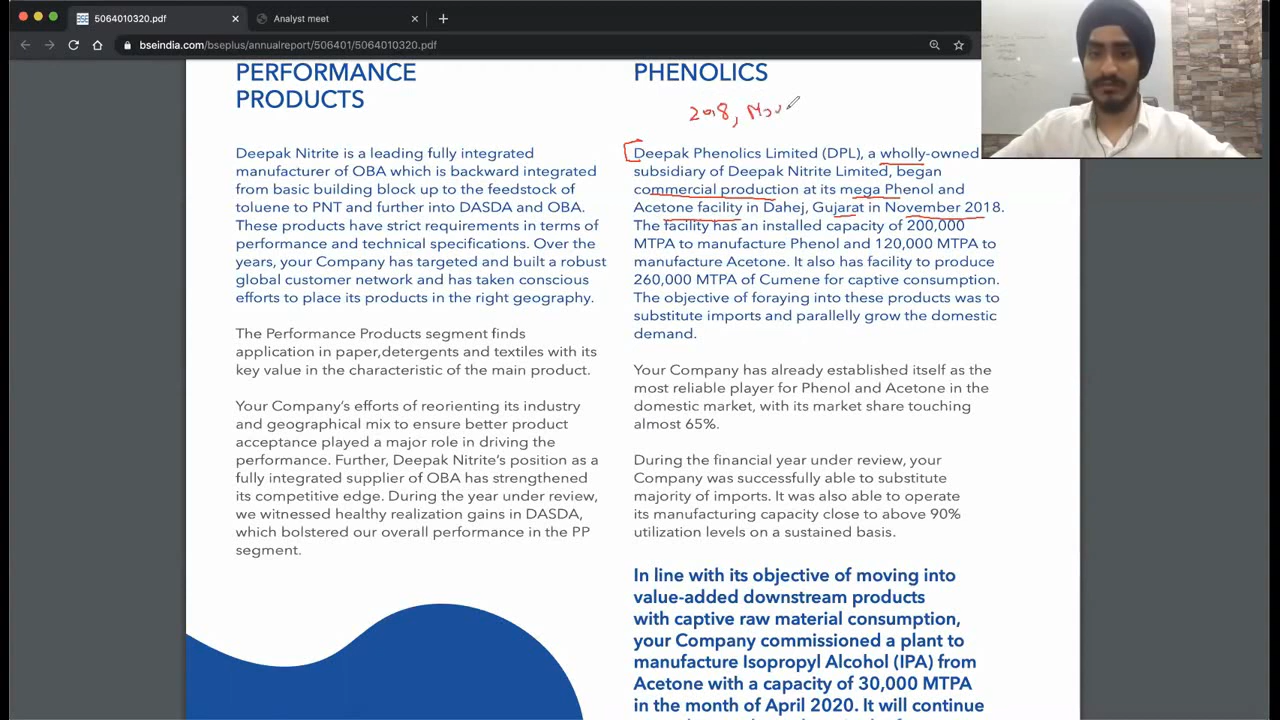 5064010320.pdf
Analyst meet
bseindia.com/bseplus/annualreport/506401/5064010320.pdf
PERFORMANCE
PRODUCTS
Deepak Nitrite is a leading fully integrated
manufacturer of OBA which is backward integrated
from basic building block up to the feedstock of
toluene to PNT and further into DASDA and OBA.
These products have strict requirements in terms of
performance and technical specifications. Over the
years, your Company has targeted and built a robust
global customer network and has taken conscious
efforts to place its products in the right geography.
The Performance Products segment finds
application in paper,detergents and textiles with its
key value in the characteristic of the main product.
Your Company's efforts of reorienting its industry
and geographical mix to ensure better product
acceptance played a major role in driving the
performance. Further, Deepak Nitrite's position as a
fully integrated supplier of OBA has strengthened
its competitive edge. During the year under review,
we witnessed healthy realization gains in DASDA,
which bolstered our overall performance in the PP
segment.
PHENOLICS
2018, Nov
Deepak Phenolics Limited (DPL), a wholly-owned
subsidiary of Deepak Nitrite Limited, began
commercial production at its mega Phenol and
Acetone facility in Dahej, Gujarat in November 2018.
The facility has an installed capacity of 200,000
MTPA to manufacture Phenol and 120,000 MTPA to
manufacture Acetone. It also has facility to produce
260,000 MTPA of Cumene for captive consumption.
The objective of foraying into these products was to
substitute imports and parallelly grow the domestic
demand.
Your Company has already established itself as the
most reliable player for Phenol and Acetone in the
domestic market, with its market share touching
almost 65%.
During the financial year under review, your
Company was successfully able to substitute
majority of imports. It was also able to operate
its manufacturing capacity close to above 90%
utilization levels on a sustained basis.
In line with its objective of moving into
value-added downstream products
with captive raw material consumption,
your Company commissioned a plant to
manufacture Isopropyl Alcohol (IPA) from
Acetone with a capacity of 30,000 MTPA
in the month of April 2020. It will continue